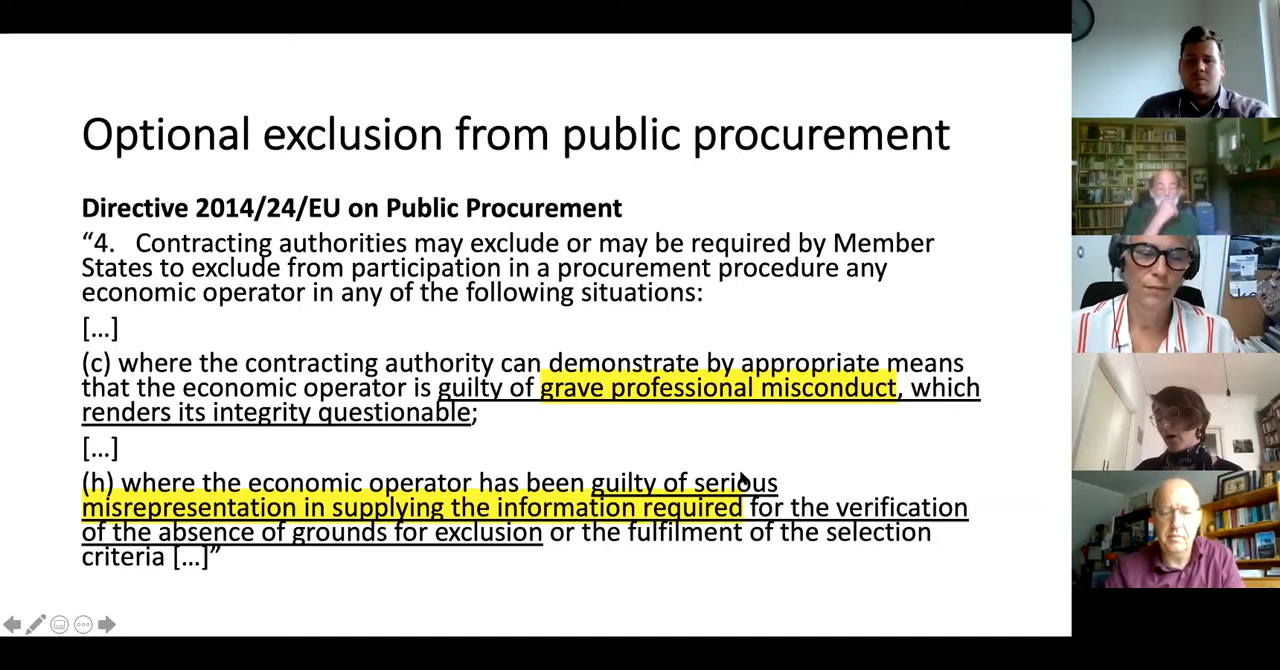 Optional exclusion from public procurement
Directive 2014/24/EU on Public Procurement
“4. Contracting authorities may exclude or may be required by Member
States to exclude from participation in a procurement procedure any
economic operator in any of the following situations:
[…]
(c) where the contracting authority can demonstrate by appropriate means
that the economic operator is guilty of grave professional misconduct, which
renders its integrity questionable;
[…]
(h) where the economic operator has been guilty of serious
misrepresentation in supplying the information required for the verification
of the absence of grounds for exclusion or the fulfilment of the selection
criteria […]”